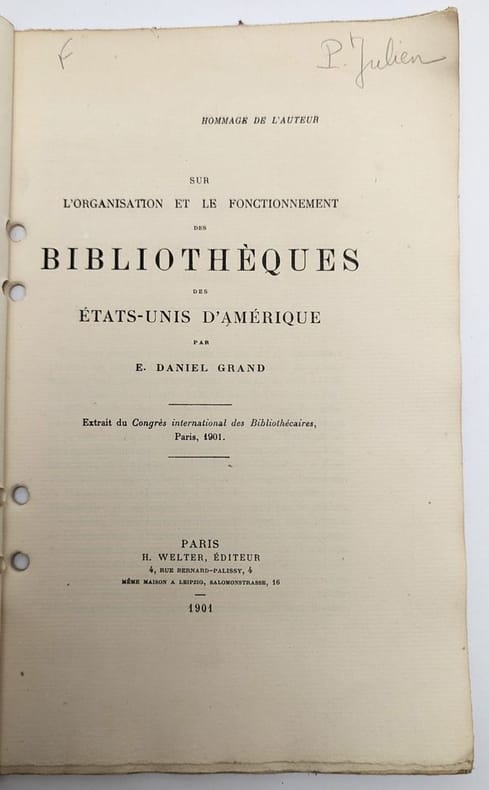 F
P. Julien
HOMMAGE DE L'AUTEUR
SUR
L'ORGANISATION ET LE FONCTIONNEMENT
DES
BIBLIOTHÈQUES
DES
ÉTATS-UNIS D'AMÉRIQUE
PAR
E. DANIEL GRAND
Extrait du Congrès international des Bibliothécaires,
Paris, 1901.
PARIS
H. WELTER, ÉDITEUR
4, RUE BERNARD-PALISSY, 4
MÊME MAISON A LEIPZIG, SALOMONSTRASSE, 16
1901